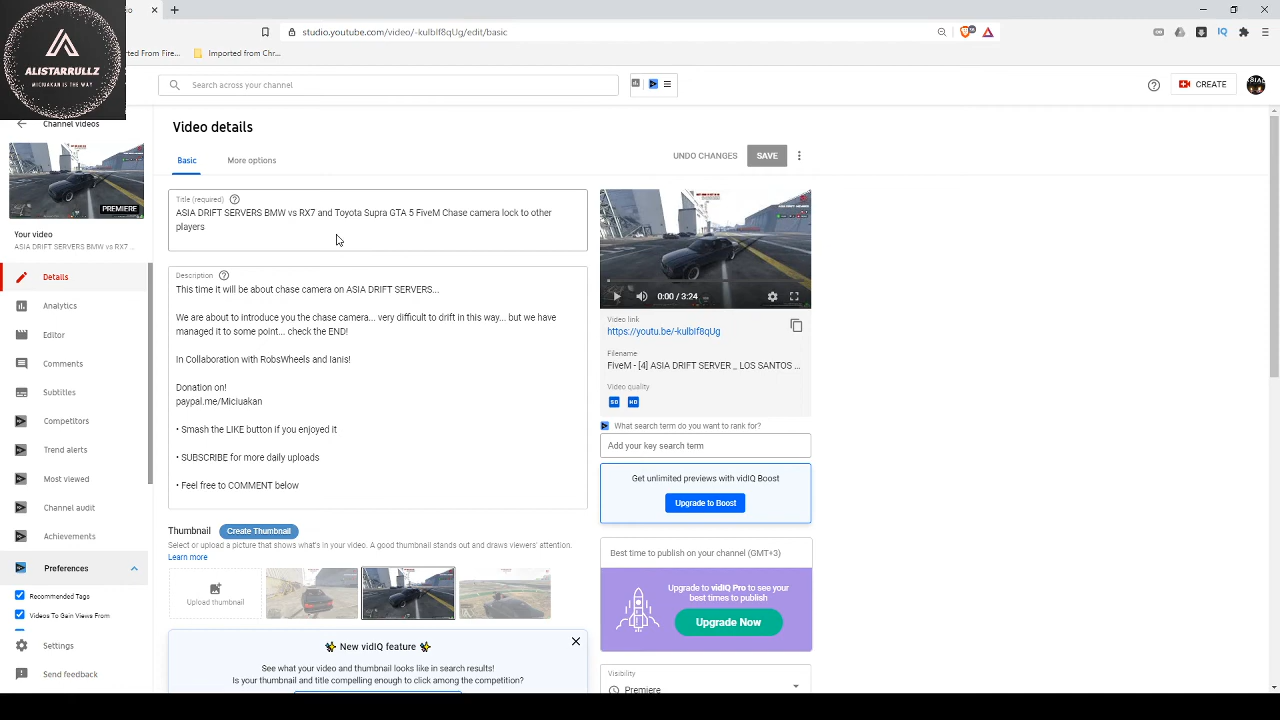 studio.youtube.com/video/-kulbIf8qUg/edit/basic
ted From Fire...
Imported from Chr...
ALISTARRULLZ
MICIUAKAN IS THE WAY
Search across your channel
CREATE
Channel videos
PREMIERE
Your video
ASIA DRIFT SERVERS BMW vs RX7 ...
Details
Analytics
Editor
Comments
Subtitles
Competitors
Trend alerts
Most viewed
Channel audit
Achievements
Preferences
Recommended Tags
Videos To Gain Views From
Settings
Send feedback
Video details
Basic
More options
UNDO CHANGES
SAVE
Title (required)
ASIA DRIFT SERVERS BMW vs RX7 and Toyota Supra GTA 5 FiveM Chase camera lock to other
players
Description
This time it will be about chase camera on ASIA DRIFT SERVERS...
We are about to introduce you the chase camera... very difficult to drift in this way... but we have
managed it to some point... check the END!
In Collaboration with RobsWheels and Ianis!
Donation on!
paypal.me/Miciuakan
• Smash the LIKE button if you enjoyed it
• SUBSCRIBE for more daily uploads
• Feel free to COMMENT below
Thumbnail
Create Thumbnail
Select or upload a picture that shows what's in your video. A good thumbnail stands out and draws viewers' attention.
Learn more
Upload thumbnail
✨ New vidIQ feature ✨
See what your video and thumbnail looks like in search results!
Is your thumbnail and title compelling enough to click among the competition?
0:00 / 3:24
Video link
https://youtu.be/-kulbIf8qUg
Filename
FiveM - [4] ASIA DRIFT SERVER _ LOS SANTOS ...
Video quality
SD
HD
What search term do you want to rank for?
Add your key search term
Get unlimited previews with vidIQ Boost
Upgrade to Boost
Best time to publish on your channel (GMT+3)
Upgrade to vidIQ Pro to see your
best times to publish
Upgrade Now
Visibility
Premiere